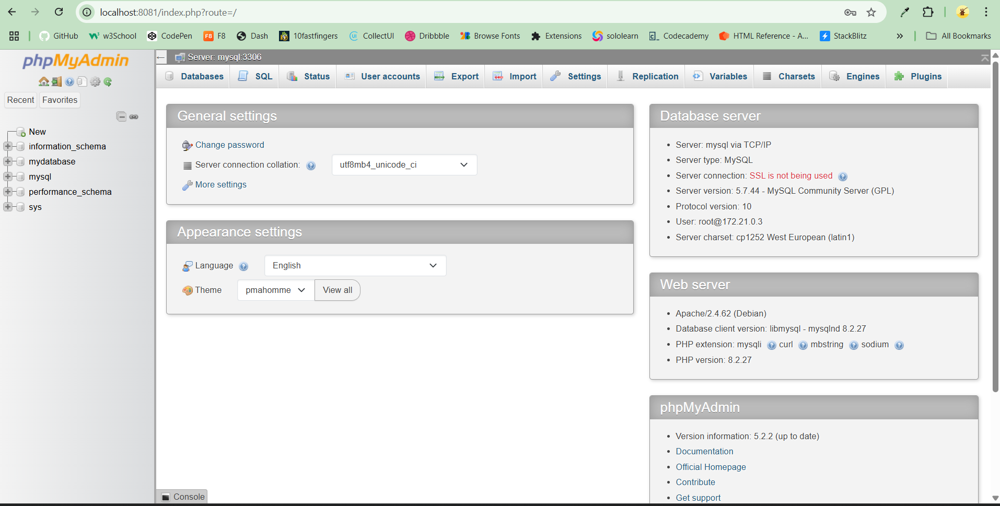 localhost:8081/index.php?route=/
GitHub w3School CodePen F8 Dash 10fastfingers CollectUI Dribbble Browse Fonts Extensions sololearn Codecademy HTML Reference - A... StackBlitz » All Bookmarks
phpMyAdmin
Recent Favorites
New
information_schema
mydatabase
mysql
performance_schema
sys
Server: mysql:3306
Databases SQL Status User accounts Export Import Settings Replication Variables Charsets Engines Plugins
General settings
Change password
Server connection collation: utf8mb4_unicode_ci
More settings
Appearance settings
Language English
Theme pmahomme View all
Database server
• Server: mysql via TCP/IP
• Server type: MySQL
• Server connection: SSL is not being used
• Server version: 5.7.44 - MySQL Community Server (GPL)
• Protocol version: 10
• User: root@172.21.0.3
• Server charset: cp1252 West European (latin1)
Web server
• Apache/2.4.62 (Debian)
• Database client version: libmysql - mysqlnd 8.2.27
• PHP extension: mysqli curl mbstring sodium
• PHP version: 8.2.27
phpMyAdmin
• Version information: 5.2.2 (up to date)
• Documentation
• Official Homepage
• Contribute
• Get support
Console